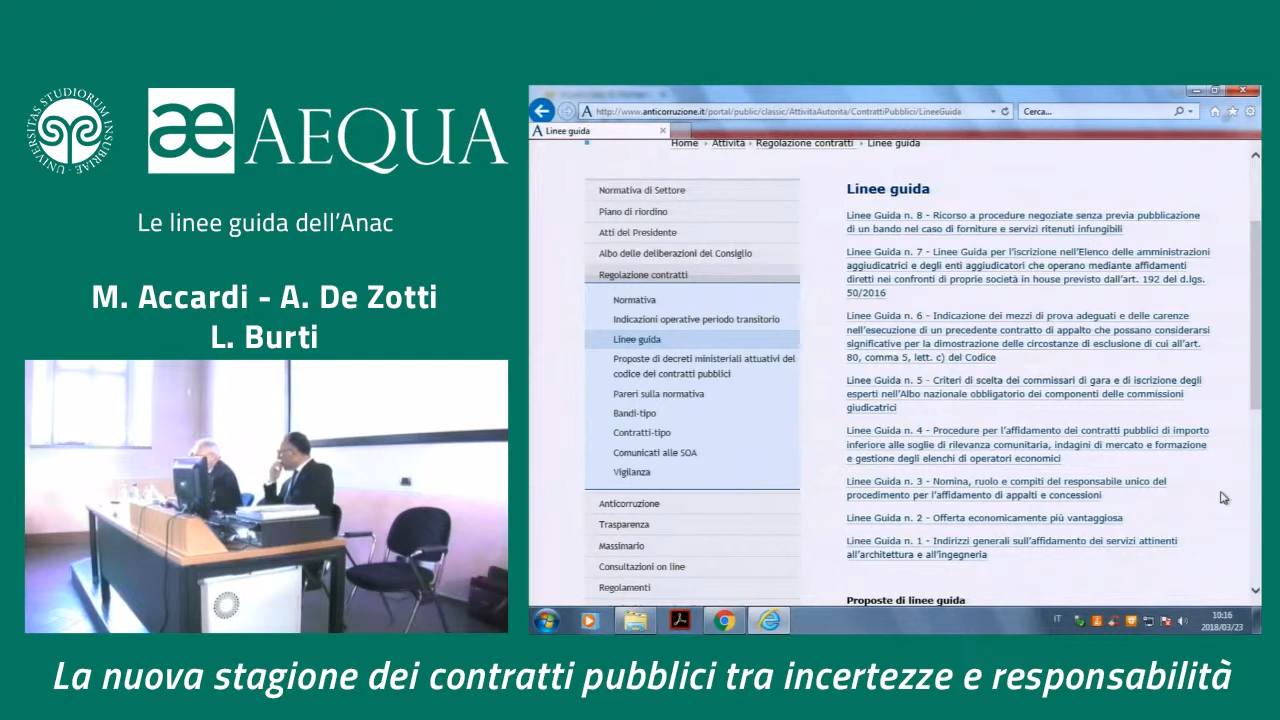 UNIVERSITAS STUDIORUM INSUBRIAE
æ AEQUA
Le linee guida dell'Anac
M. Accardi - A. De Zotti
L. Burti
http://www.anticorruzione.it/portal/public/classic/AttivitaAutorita/ContrattiPubblici/LineeGuida
Cerca...
Linee guida
Home › Attività › Regolazione contratti › Linee guida
Normativa di Settore
Piano di riordino
Atti del Presidente
Albo delle deliberazioni del Consiglio
Regolazione contratti
Normativa
Indicazioni operative periodo transitorio
Linee guida
Proposte di decreti ministeriali attuativi del
codice dei contratti pubblici
Pareri sulla normativa
Bandi-tipo
Contratti-tipo
Comunicati alle SOA
Vigilanza
Anticorruzione
Trasparenza
Massimario
Consultazioni on line
Regolamenti
Linee guida
Linee Guida n. 8 - Ricorso a procedure negoziate senza previa pubblicazione
di un bando nel caso di forniture e servizi ritenuti infungibili
Linee Guida n. 7 - Linee Guida per l'iscrizione nell'Elenco delle amministrazioni
aggiudicatrici e degli enti aggiudicatori che operano mediante affidamenti
diretti nei confronti di proprie società in house previsto dall'art. 192 del d.lgs.
50/2016
Linee Guida n. 6 - Indicazione dei mezzi di prova adeguati e delle carenze
nell'esecuzione di un precedente contratto di appalto che possano considerarsi
significative per la dimostrazione delle circostanze di esclusione di cui all'art.
80, comma 5, lett. c) del Codice
Linee Guida n. 5 - Criteri di scelta dei commissari di gara e di iscrizione degli
esperti nell'Albo nazionale obbligatorio dei componenti delle commissioni
giudicatrici
Linee Guida n. 4 - Procedure per l'affidamento dei contratti pubblici di importo
inferiore alle soglie di rilevanza comunitaria, indagini di mercato e formazione
e gestione degli elenchi di operatori economici
Linee Guida n. 3 - Nomina, ruolo e compiti del responsabile unico del
procedimento per l'affidamento di appalti e concessioni
Linee Guida n. 2 - Offerta economicamente più vantaggiosa
Linee Guida n. 1 - Indirizzi generali sull'affidamento dei servizi attinenti
all'architettura e all'ingegneria
Proposte di linee guida
IT
10:16
2018/03/23
La nuova stagione dei contratti pubblici tra incertezze e responsabilità